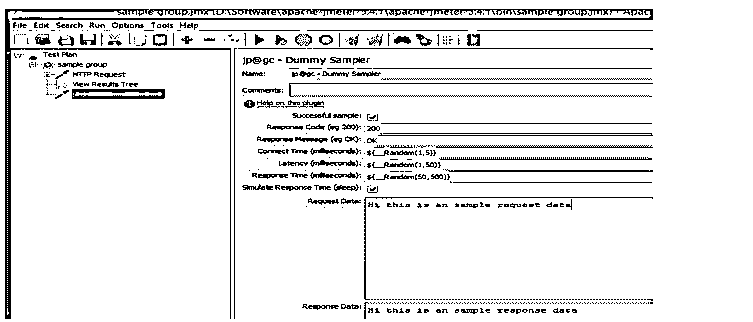 sample group.jmx (D:\Software\apache-jmeter-5.4.1\apache-jmeter-5.4.1\bin\sample group.jmx) - Apac
File Edit Search Run Options Tools Help
Test Plan
sample group
HTTP Request
View Results Tree
jp@gc - Dummy Sampler
Name: jp@gc - Dummy Sampler
Comments:
Help on this plugin
Successful sample:
Response Code (eg 200): 200
Response Message (eg OK): OK
Connect Time (milliseconds): ${__Random(1,5)}
Latency (milliseconds): ${__Random(1,50)}
Response Time (milliseconds): ${__Random(50,500)}
Simulate Response Time (sleep):
Request Data: Hi this is an sample request data
Response Data: Hi this is an sample response data